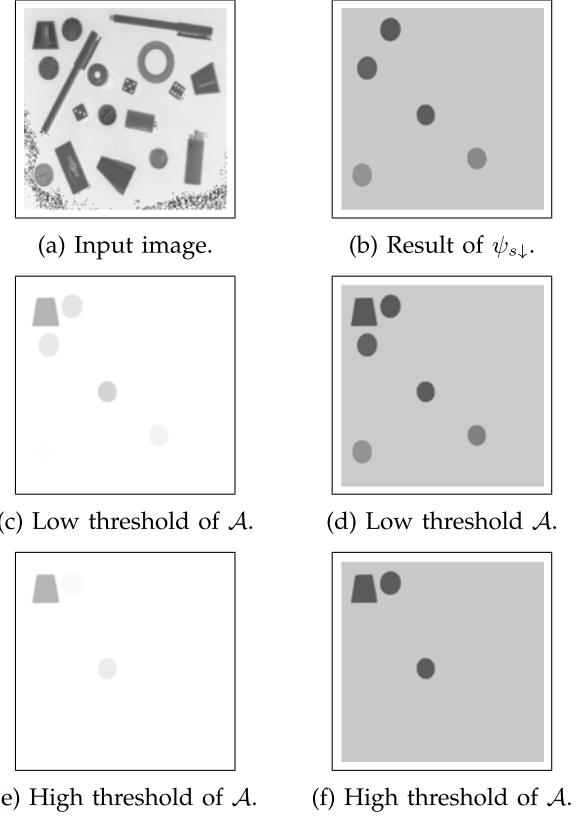 (a) Input image.
(b) Result of ψs↓.
(c) Low threshold of 𝒜.
(d) Low threshold 𝒜.
e) High threshold of 𝒜.
(f) High threshold of 𝒜.